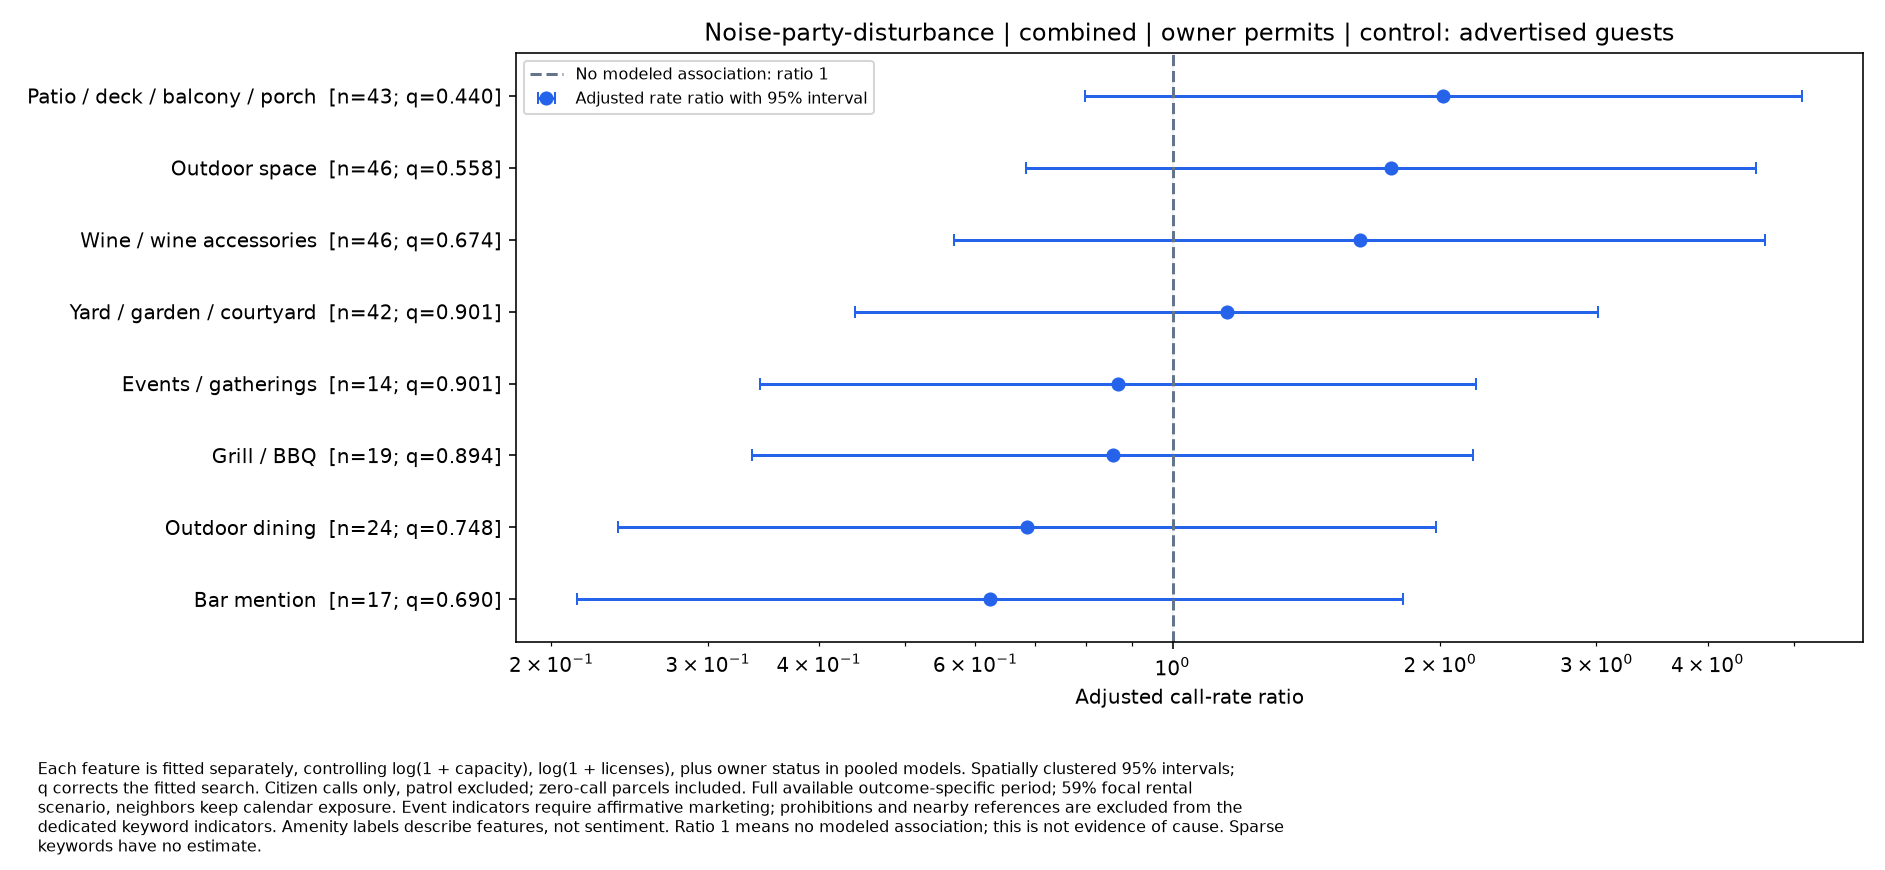 Noise-party-disturbance | combined | owner permits | control: advertised guests
No modeled association: ratio 1
Adjusted rate ratio with 95% interval
Patio / deck / balcony / porch [n=43; q=0.440]
Outdoor space [n=46; q=0.558]
Wine / wine accessories [n=46; q=0.674]
Yard / garden / courtyard [n=42; q=0.901]
Events / gatherings [n=14; q=0.901]
Grill / BBQ [n=19; q=0.894]
Outdoor dining [n=24; q=0.748]
Bar mention [n=17; q=0.690]
2 × 10⁻¹ 3 × 10⁻¹ 4 × 10⁻¹ 6 × 10⁻¹ 10⁰ 2 × 10⁰ 3 × 10⁰ 4 × 10⁰
Adjusted call-rate ratio
Each feature is fitted separately, controlling log(1 + capacity), log(1 + licenses), plus owner status in pooled models. Spatially clustered 95% intervals;
q corrects the fitted search. Citizen calls only, patrol excluded; zero-call parcels included. Full available outcome-specific period; 59% focal rental
scenario, neighbors keep calendar exposure. Event indicators require affirmative marketing; prohibitions and nearby references are excluded from the
dedicated keyword indicators. Amenity labels describe features, not sentiment. Ratio 1 means no modeled association; this is not evidence of cause. Sparse
keywords have no estimate.